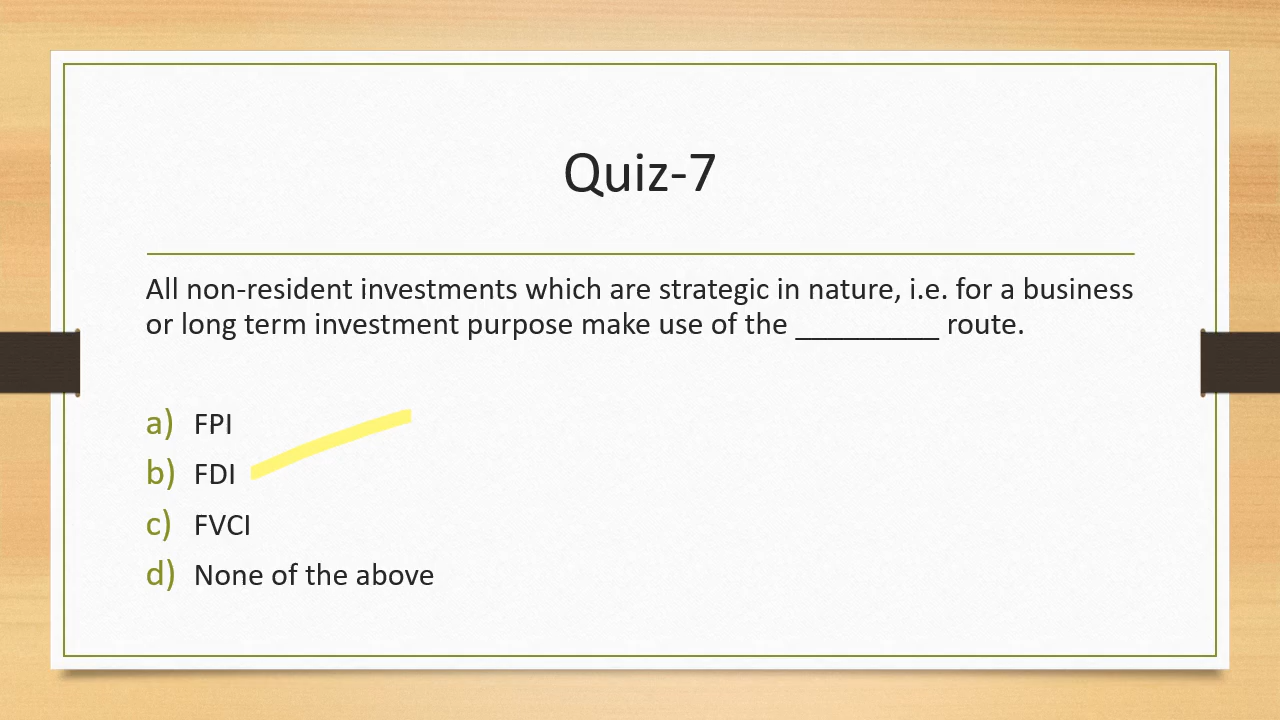 Quiz-7
All non-resident investments which are strategic in nature, i.e. for a business
or long term investment purpose make use of the _________ route.
a) FPI
b) FDI
c) FVCI
d) None of the above